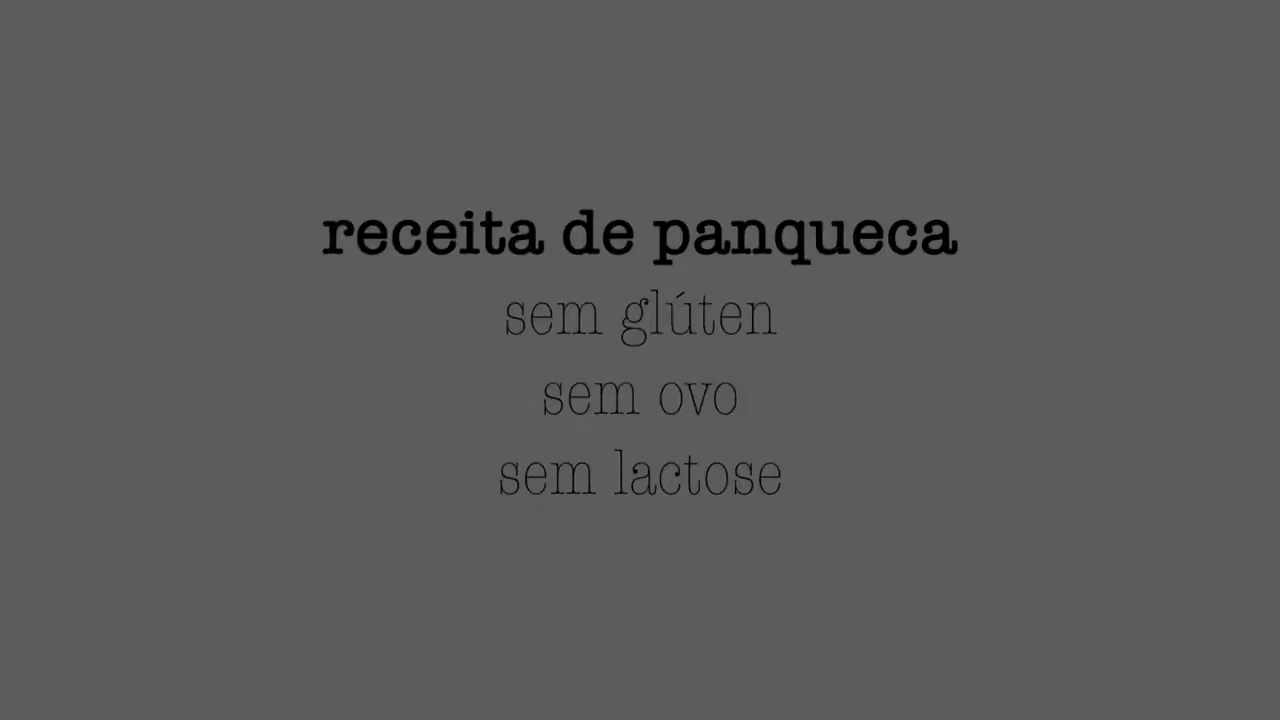 receita de panqueca
sem glúten
sem ovo
sem lactose